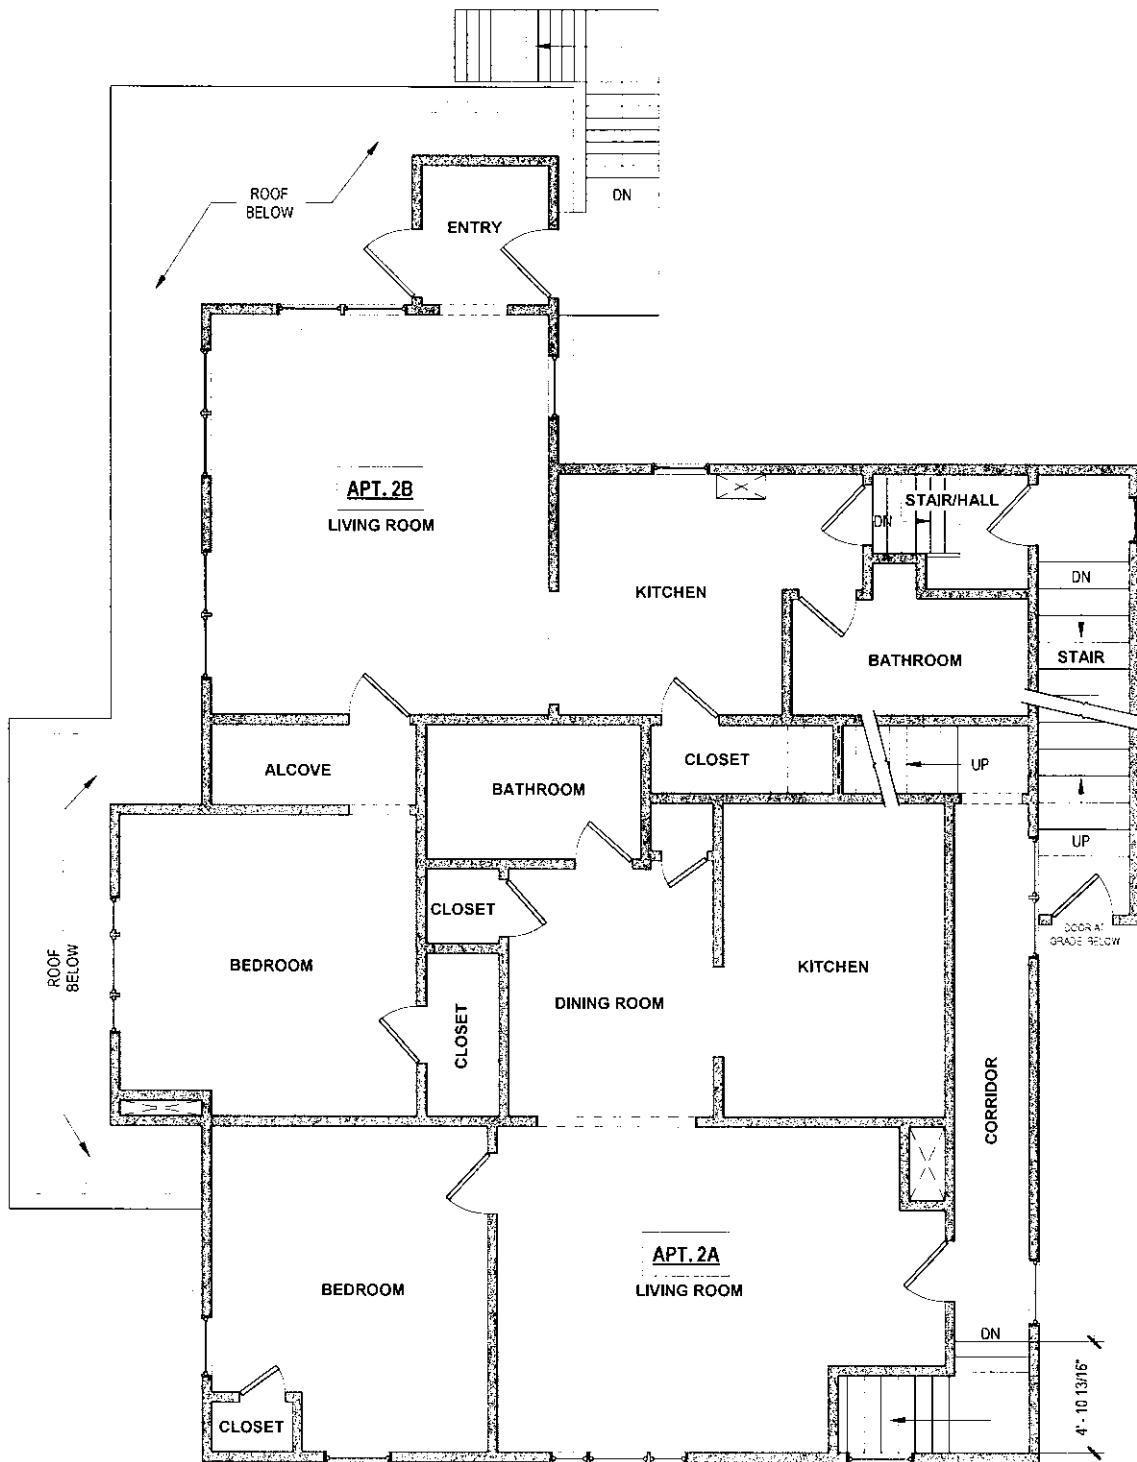 DN
ROOF
BELOW
ENTRY
APT. 2B
LIVING ROOM
STAIR/HALL
DN
DN
KITCHEN
STAIR
BATHROOM
ALCOVE
BATHROOM
CLOSET
UP
UP
CLOSET
DOOR AT
GRADE BELOW
ROOF
BELOW
BEDROOM
KITCHEN
DINING ROOM
CLOSET
CORRIDOR
APT. 2A
LIVING ROOM
BEDROOM
DN
4' - 10 13/16"
CLOSET